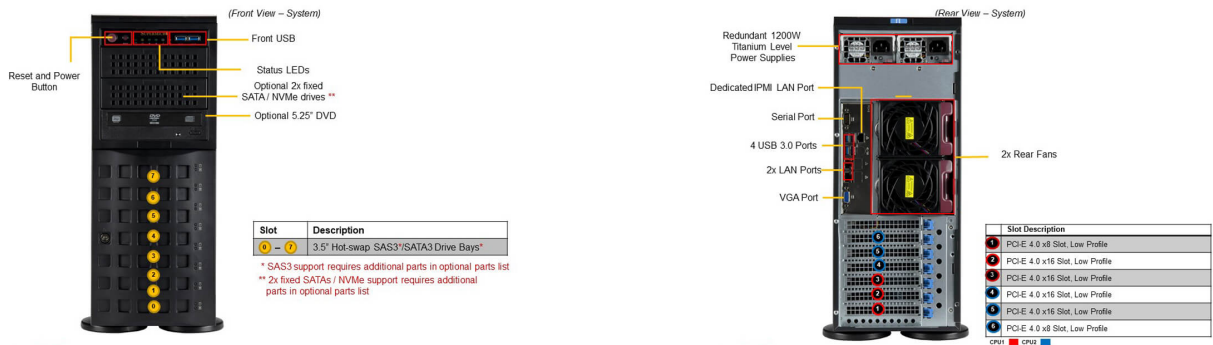 (Front View – System)
Front USB
Status LEDs
Reset and Power
Button
Optional 2x fixed
SATA / NVMe drives **
Optional 5.25" DVD
7
6
5
4
3
2
1
0
Slot Description
0 – 7 3.5" Hot-swap SAS3*/SATA3 Drive Bays*
* SAS3 support requires additional parts in optional parts list
** 2x fixed SATAs / NVMe support requires additional
parts in optional parts list
(Rear View – System)
Redundant 1200W
Titanium Level
Power Supplies
Dedicated IPMI LAN Port
Serial Port
4 USB 3.0 Ports
2x LAN Ports
VGA Port
2x Rear Fans
6
5
4
3
2
1
Slot Description
1 PCI-E 4.0 x8 Slot, Low Profile
2 PCI-E 4.0 x16 Slot, Low Profile
3 PCI-E 4.0 x16 Slot, Low Profile
4 PCI-E 4.0 x16 Slot, Low Profile
5 PCI-E 4.0 x16 Slot, Low Profile
6 PCI-E 4.0 x8 Slot, Low Profile
CPU1 CPU2